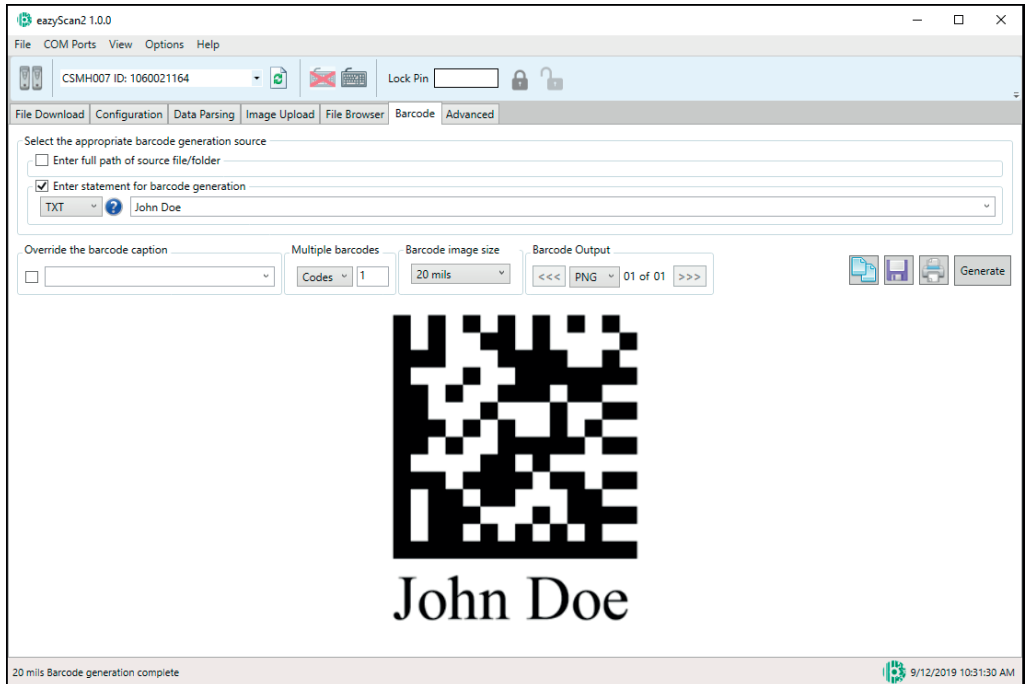 eazyScan2 1.0.0
File COM Ports View Options Help
CSMH007 ID: 1060021164 Lock Pin
File Download Configuration Data Parsing Image Upload File Browser Barcode Advanced
Select the appropriate barcode generation source
Enter full path of source file/folder
Enter statement for barcode generation
TXT ? John Doe
Override the barcode caption Multiple barcodes Barcode image size Barcode Output
Codes 1 20 mils <<< PNG 01 of 01 >>> Generate
John Doe
20 mils Barcode generation complete 9/12/2019 10:31:30 AM